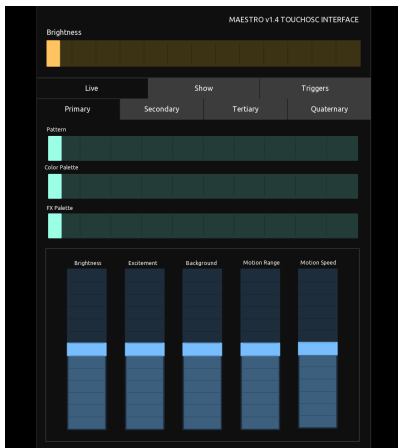 MAESTRO v1.4 TOUCHOSC INTERFACE
Brightness
Live Show Triggers
Primary Secondary Tertiary Quaternary
Pattern
Color Palette
FX Palette
Brightness Excitement Background Motion Range Motion Speed